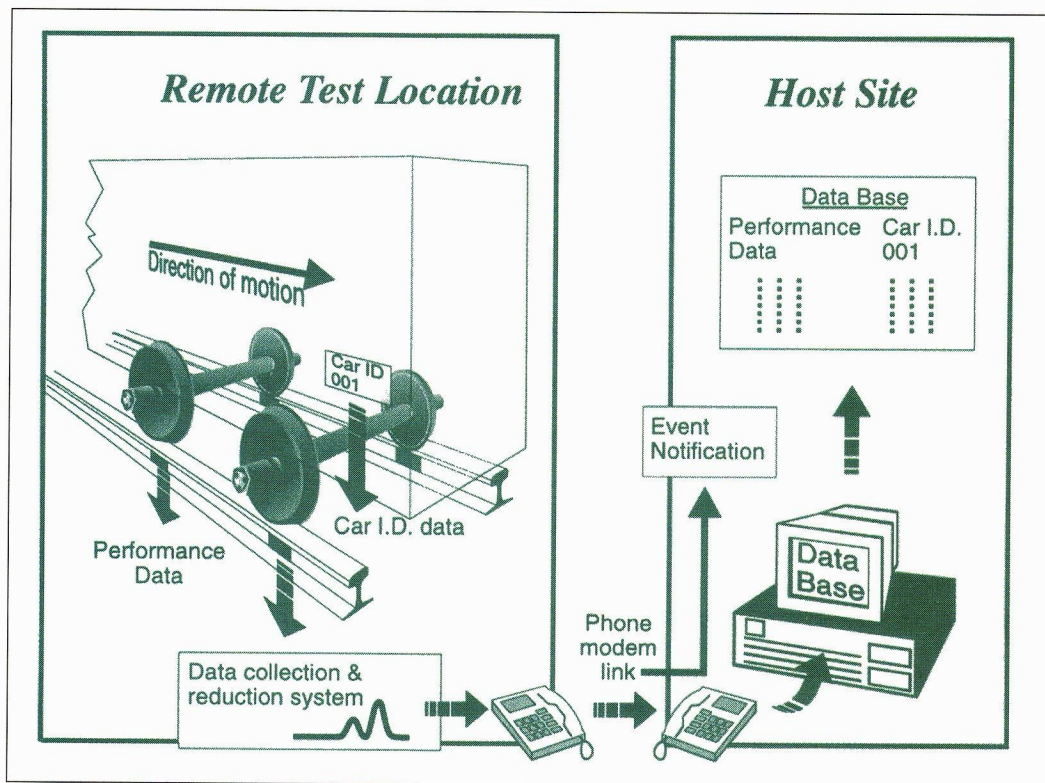 Remote Test Location
Direction of motion
Car ID
001
Car I.D. data
Performance
Data
Data collection &
reduction system
Phone
modem
link
Host Site
Data Base
Performance Car I.D.
Data 001
Event
Notification
Data
Base